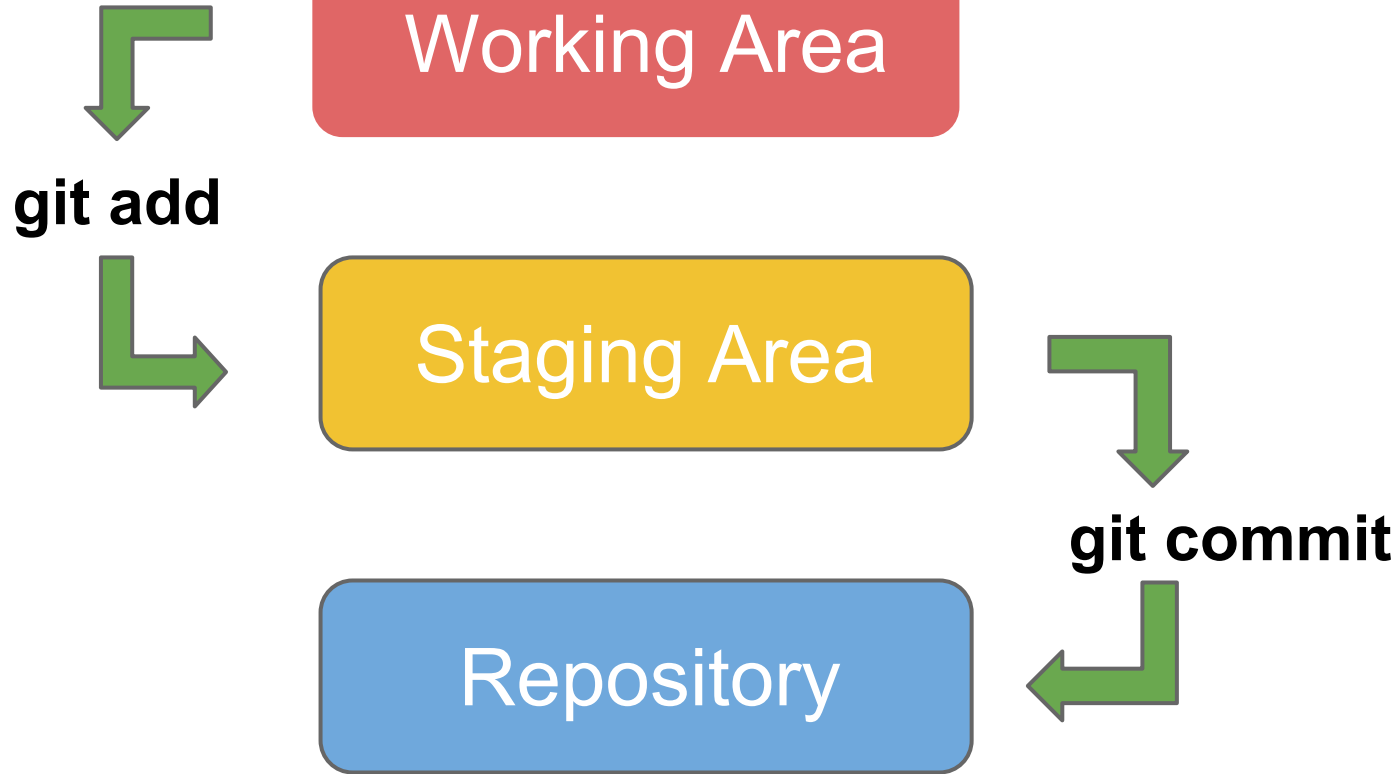 Working Area
git add
Staging Area
git commit
Repository